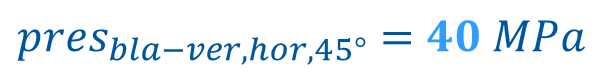 pres_bla−ver,hor,45° = 40 MPa